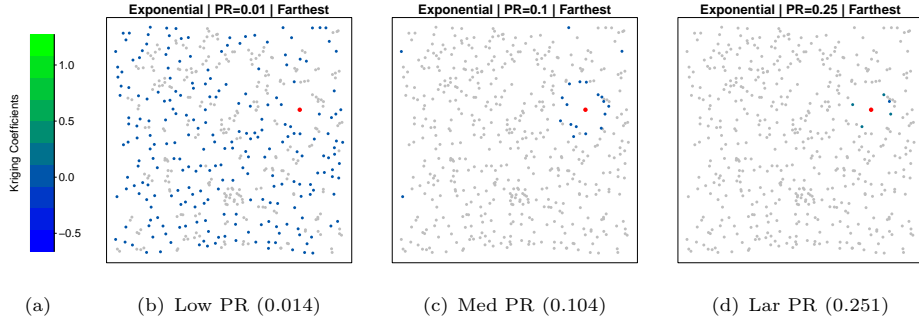 Exponential | PR=0.01 | Farthest
Exponential | PR=0.1 | Farthest
Exponential | PR=0.25 | Farthest
Kriging Coefficients
1.0
0.5
0.0
−0.5
(a)
(b) Low PR (0.014)
(c) Med PR (0.104)
(d) Lar PR (0.251)